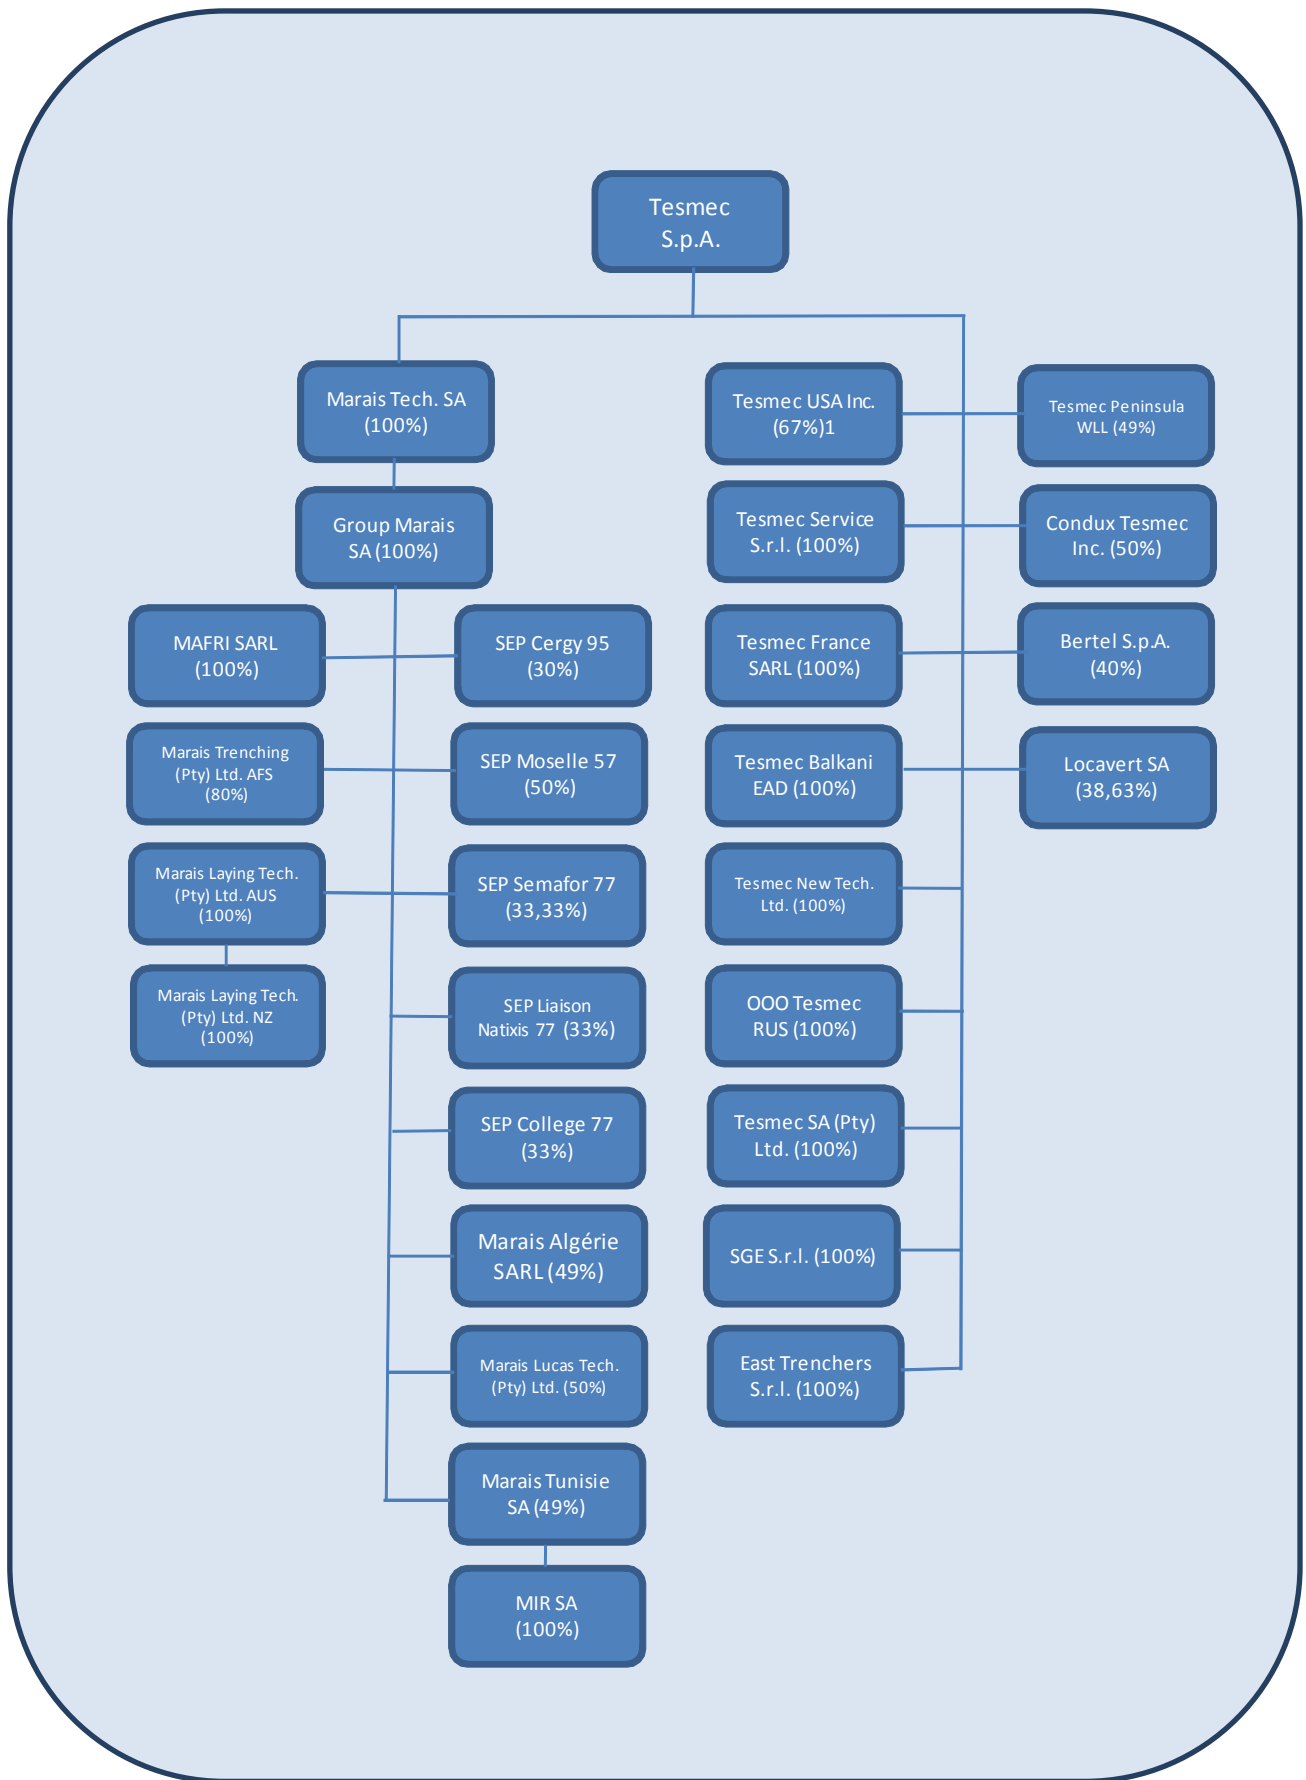 Tesmec
S.p.A.
Marais Tech. SA
(100%)
Group Marais
SA (100%)
MAFRI SARL
(100%)
SEP Cergy 95
(30%)
Marais Trenching
(Pty) Ltd. AFS
(80%)
SEP Moselle 57
(50%)
Marais Laying Tech.
(Pty) Ltd. AUS
(100%)
SEP Semafor 77
(33,33%)
Marais Laying Tech.
(Pty) Ltd. NZ
(100%)
SEP Liaison
Natixis 77 (33%)
SEP College 77
(33%)
Marais Algérie
SARL (49%)
Marais Lucas Tech.
(Pty) Ltd. (50%)
Marais Tunisie
SA (49%)
MIR SA
(100%)
Tesmec USA Inc.
(67%)1
Tesmec Peninsula
WLL (49%)
Tesmec Service
S.r.l. (100%)
Condux Tesmec
Inc. (50%)
Tesmec France
SARL (100%)
Bertel S.p.A.
(40%)
Tesmec Balkani
EAD (100%)
Locavert SA
(38,63%)
Tesmec New Tech.
Ltd. (100%)
OOO Tesmec
RUS (100%)
Tesmec SA (Pty)
Ltd. (100%)
SGE S.r.l. (100%)
East Trenchers
S.r.l. (100%)